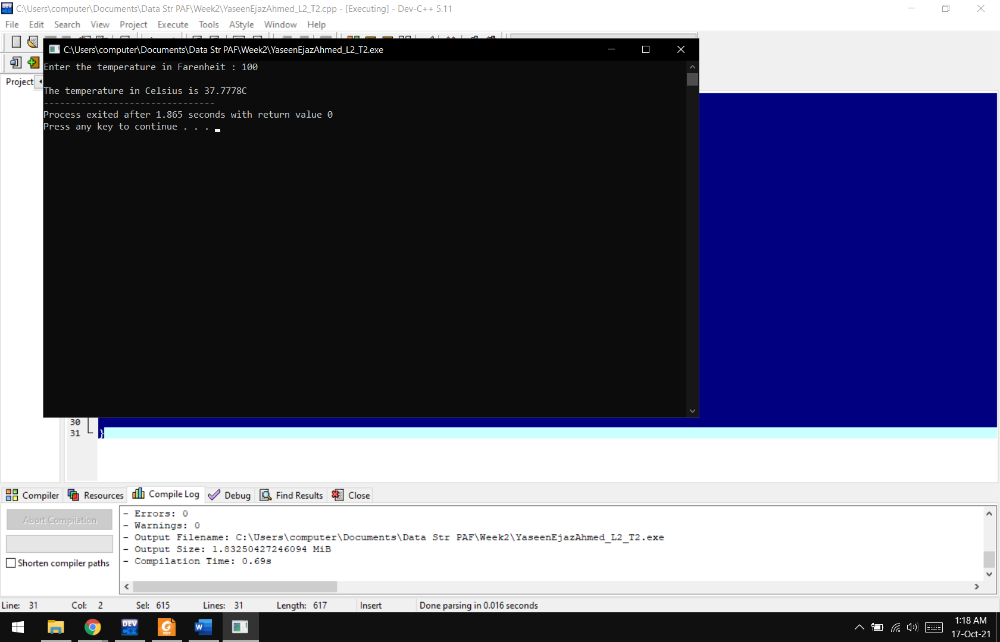 C:\Users\computer\Documents\Data Str PAF\Week2\YaseenEjazAhmed_L2_T2.cpp - [Executing] - Dev-C++ 5.11
File Edit Search View Project Execute Tools AStyle Window Help
C:\Users\computer\Documents\Data Str PAF\Week2\YaseenEjazAhmed_L2_T2.exe
Enter the temperature in Farenheit : 100
Project
The temperature in Celsius is 37.7778C
--------------------------------
Process exited after 1.865 seconds with return value 0
Press any key to continue . . .
30
31 }
Compiler Resources Compile Log Debug Find Results Close
Abort Compilation
Shorten compiler paths
- Errors: 0
- Warnings: 0
- Output Filename: C:\Users\computer\Documents\Data Str PAF\Week2\YaseenEjazAhmed_L2_T2.exe
- Output Size: 1.83250427246094 MiB
- Compilation Time: 0.69s
Line: 31 Col: 2 Sel: 615 Lines: 31 Length: 617 Insert Done parsing in 0.016 seconds
1:18 AM
17-Oct-21